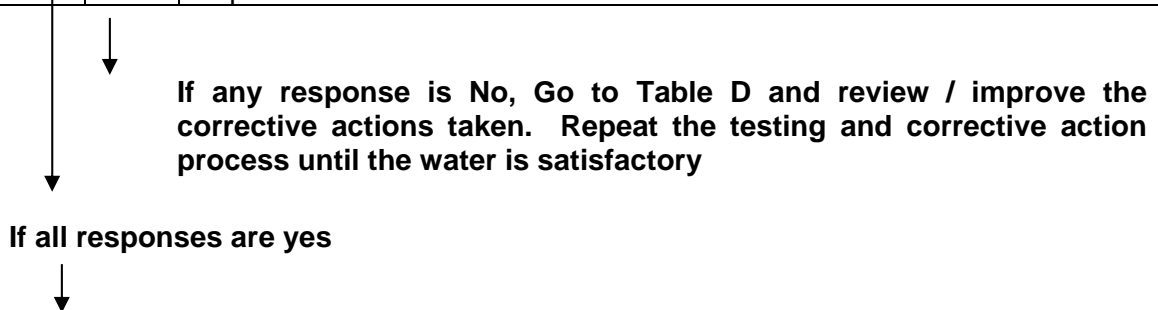 If any response is No, Go to Table D and review / improve the
corrective actions taken. Repeat the testing and corrective action
process until the water is satisfactory
If all responses are yes